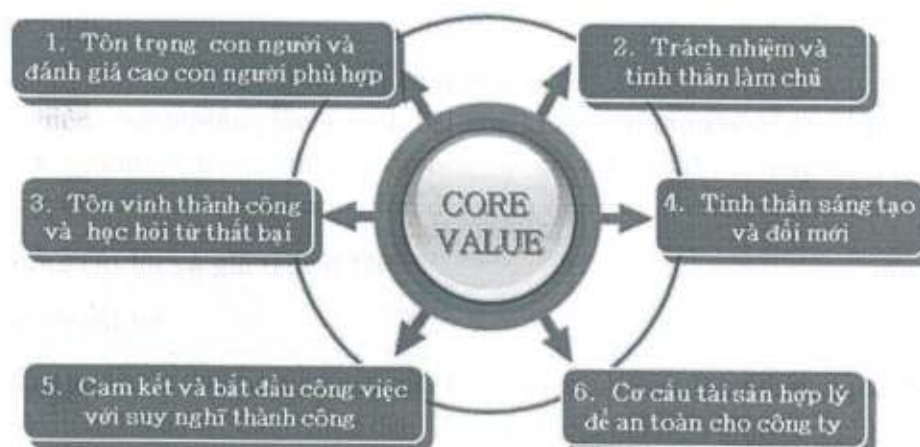 1. Tôn trọng con người và
đánh giá cao con người phù hợp
2. Trách nhiệm và
tinh thần làm chủ
3. Tôn vinh thành công
và học hỏi từ thất bại
CORE
VALUE
4. Tinh thần sáng tạo
và đổi mới
5. Cam kết và bắt đầu công việc
với suy nghĩ thành công
6. Cơ cấu tài sản hợp lý
để an toàn cho công ty